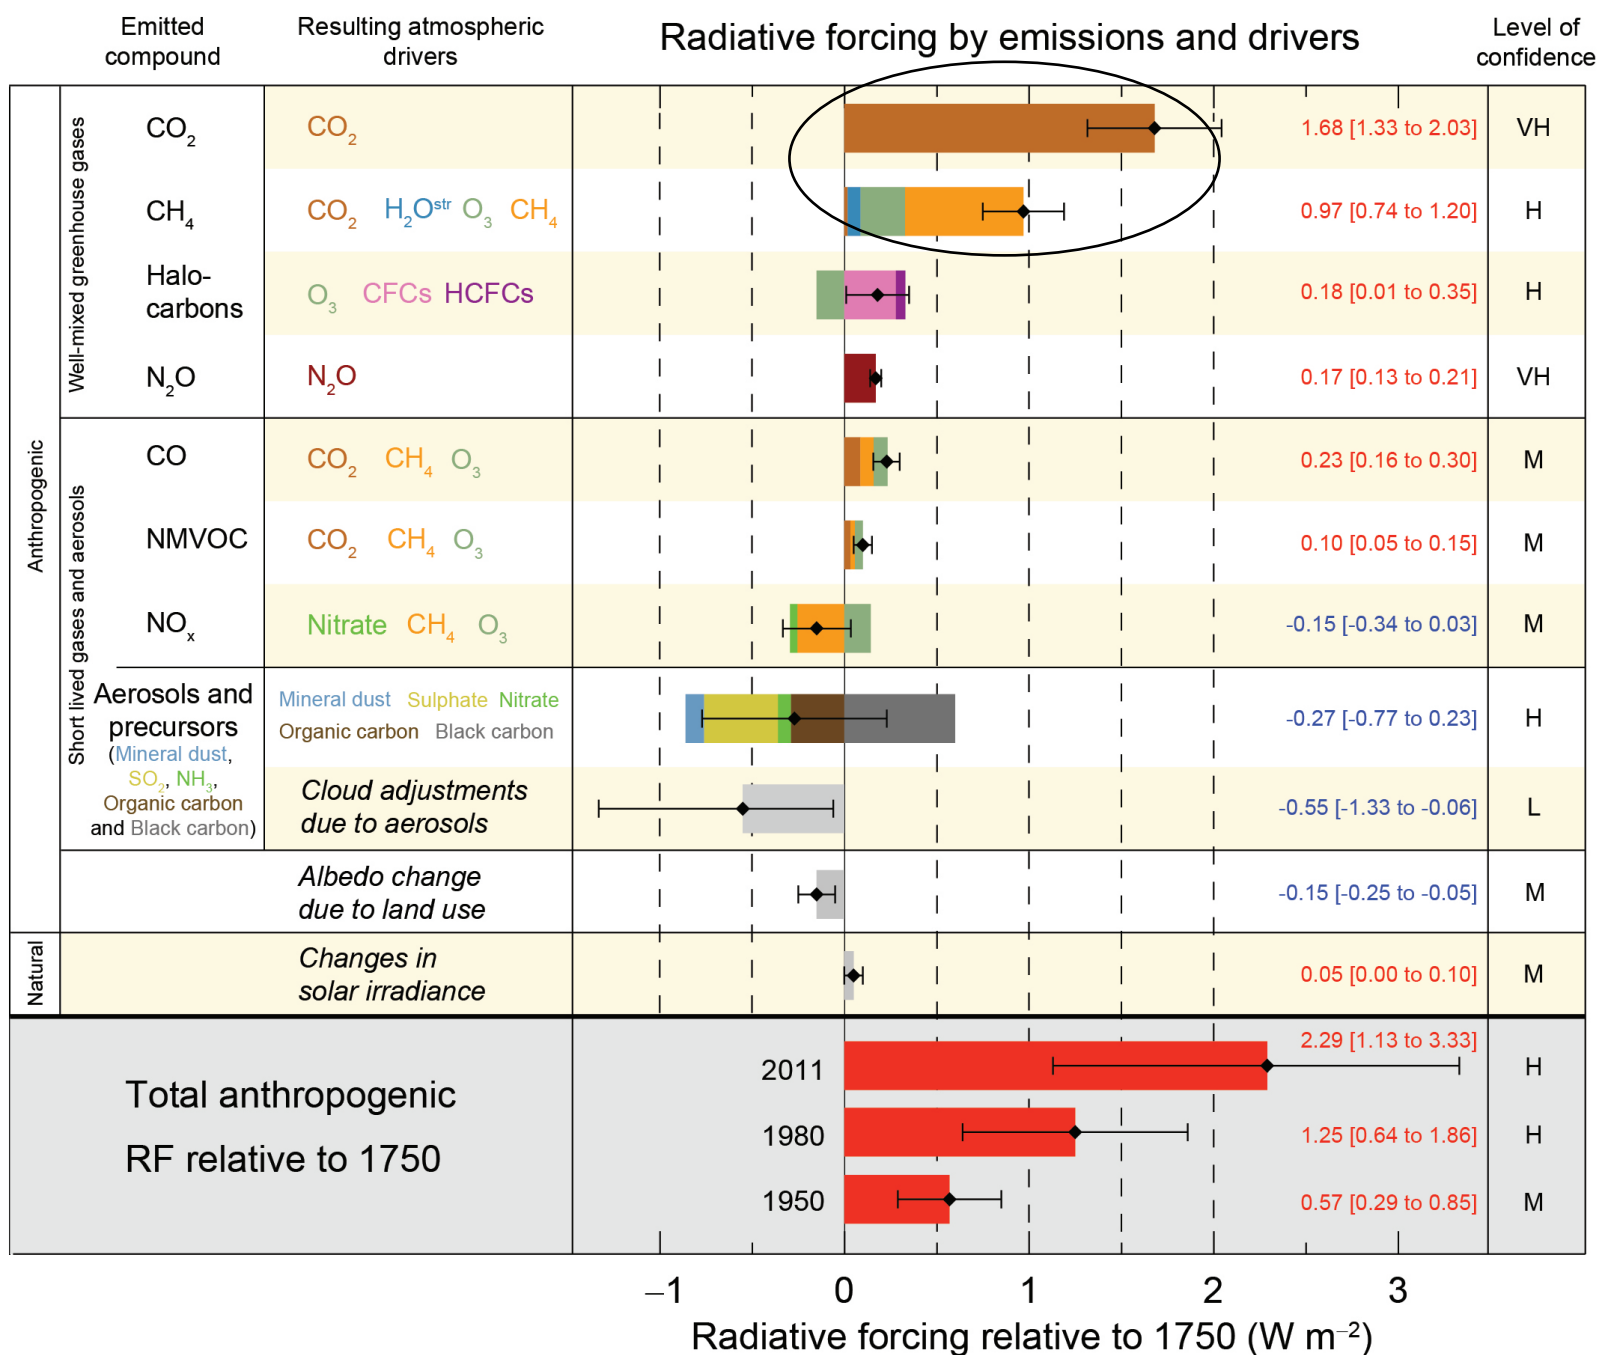 Emitted compound
Resulting atmospheric drivers
Radiative forcing by emissions and drivers
Level of confidence
Anthropogenic
Well-mixed greenhouse gases
CO₂
CO₂
1.68 [1.33 to 2.03]
VH
CH₄
CO₂ H₂Oˢᵗʳ O₃ CH₄
0.97 [0.74 to 1.20]
H
Halo-
carbons
O₃ CFCs HCFCs
0.18 [0.01 to 0.35]
H
N₂O
N₂O
0.17 [0.13 to 0.21]
VH
Short lived gases and aerosols
CO
CO₂ CH₄ O₃
0.23 [0.16 to 0.30]
M
NMVOC
CO₂ CH₄ O₃
0.10 [0.05 to 0.15]
M
NOₓ
Nitrate CH₄ O₃
-0.15 [-0.34 to 0.03]
M
Aerosols and
precursors
(Mineral dust,
SO₂, NH₃,
Organic carbon
and Black carbon)
Mineral dust Sulphate Nitrate
Organic carbon Black carbon
-0.27 [-0.77 to 0.23]
H
Cloud adjustments
due to aerosols
-0.55 [-1.33 to -0.06]
L
Albedo change
due to land use
-0.15 [-0.25 to -0.05]
M
Natural
Changes in
solar irradiance
0.05 [0.00 to 0.10]
M
Total anthropogenic
RF relative to 1750
2011
2.29 [1.13 to 3.33]
H
1980
1.25 [0.64 to 1.86]
H
1950
0.57 [0.29 to 0.85]
M
−1 0 1 2 3
Radiative forcing relative to 1750 (W m⁻²)